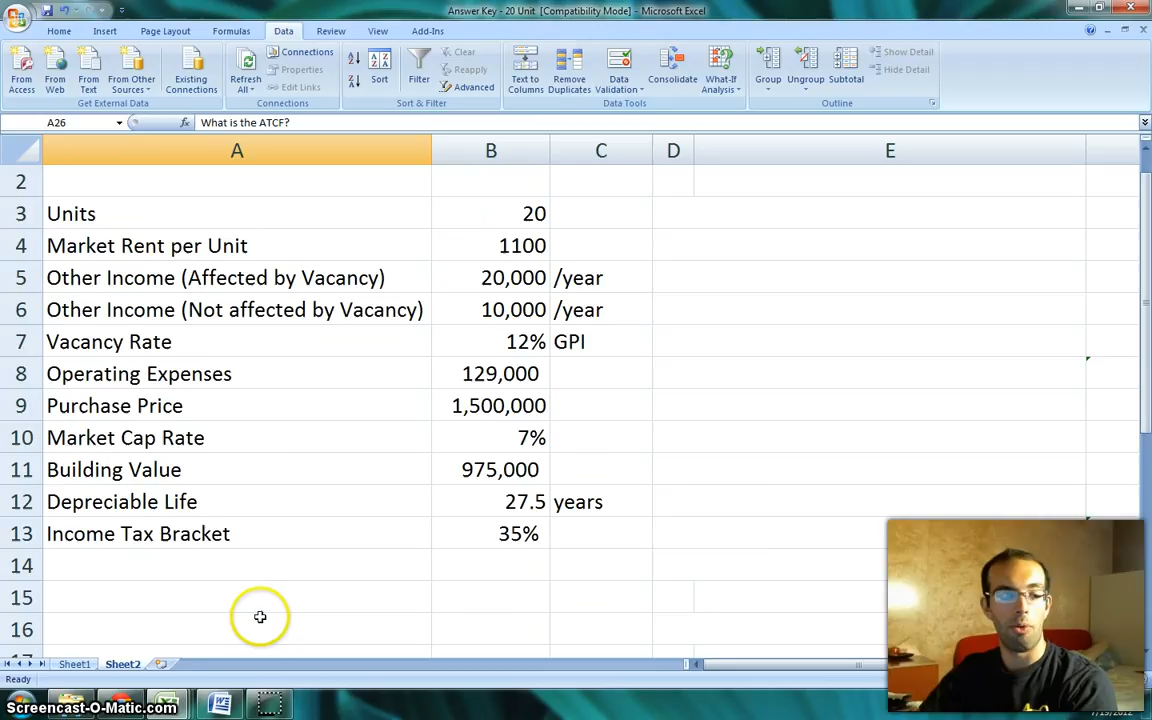 Answer Key - 20 Unit [Compatibility Mode] - Microsoft Excel
Home Insert Page Layout Formulas Data Review View Add-Ins
From Access
From Web
From Text
From Other Sources
Existing Connections
Get External Data
Refresh All
Connections
Properties
Edit Links
Connections
Sort
Filter
Clear
Reapply
Advanced
Sort & Filter
Text to Columns
Remove Duplicates
Data Validation
Consolidate
What-If Analysis
Data Tools
Group
Ungroup
Subtotal
Show Detail
Hide Detail
Outline
A26 fx What is the ATCF?
A B C D E
2
3 Units 20
4 Market Rent per Unit 1100
5 Other Income (Affected by Vacancy) 20,000 /year
6 Other Income (Not affected by Vacancy) 10,000 /year
7 Vacancy Rate 12% GPI
8 Operating Expenses 129,000
9 Purchase Price 1,500,000
10 Market Cap Rate 7%
11 Building Value 975,000
12 Depreciable Life 27.5 years
13 Income Tax Bracket 35%
14
15
16
Sheet1 Sheet2
Ready
Screencast-O-Matic.com